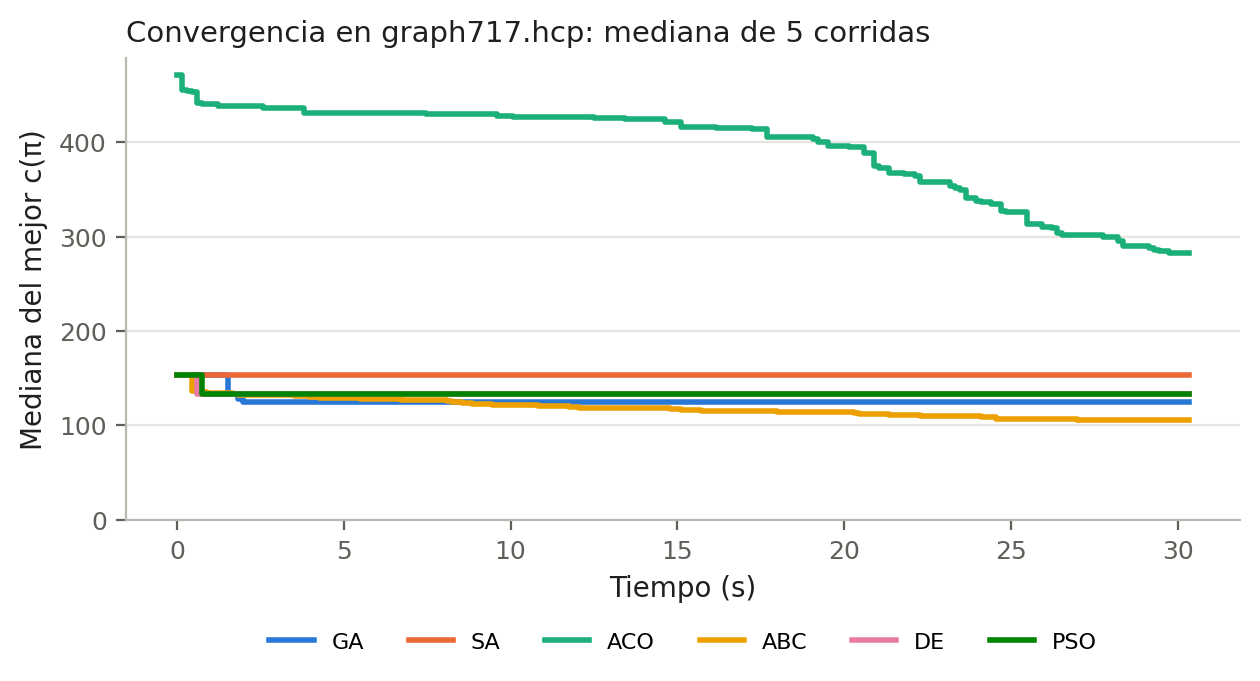 Convergencia en graph717.hcp: mediana de 5 corridas
Mediana del mejor c(π)
400
300
200
100
0
0 5 10 15 20 25 30
Tiempo (s)
GA SA ACO ABC DE PSO